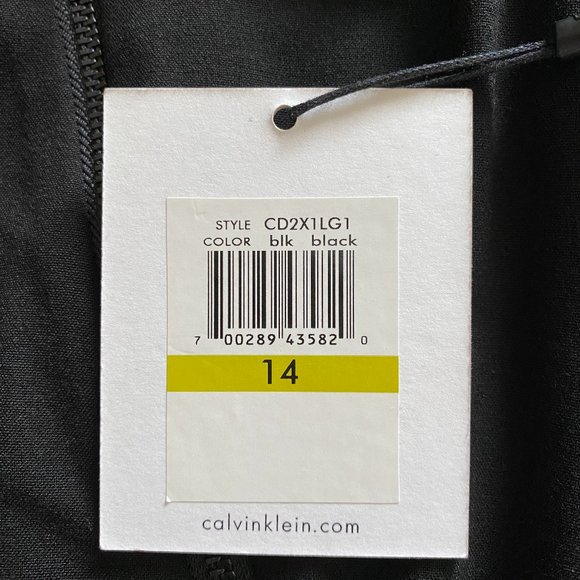 STYLE CD2X1LG1
COLOR blk black
7 00289 43582 0
14
calvinklein.com